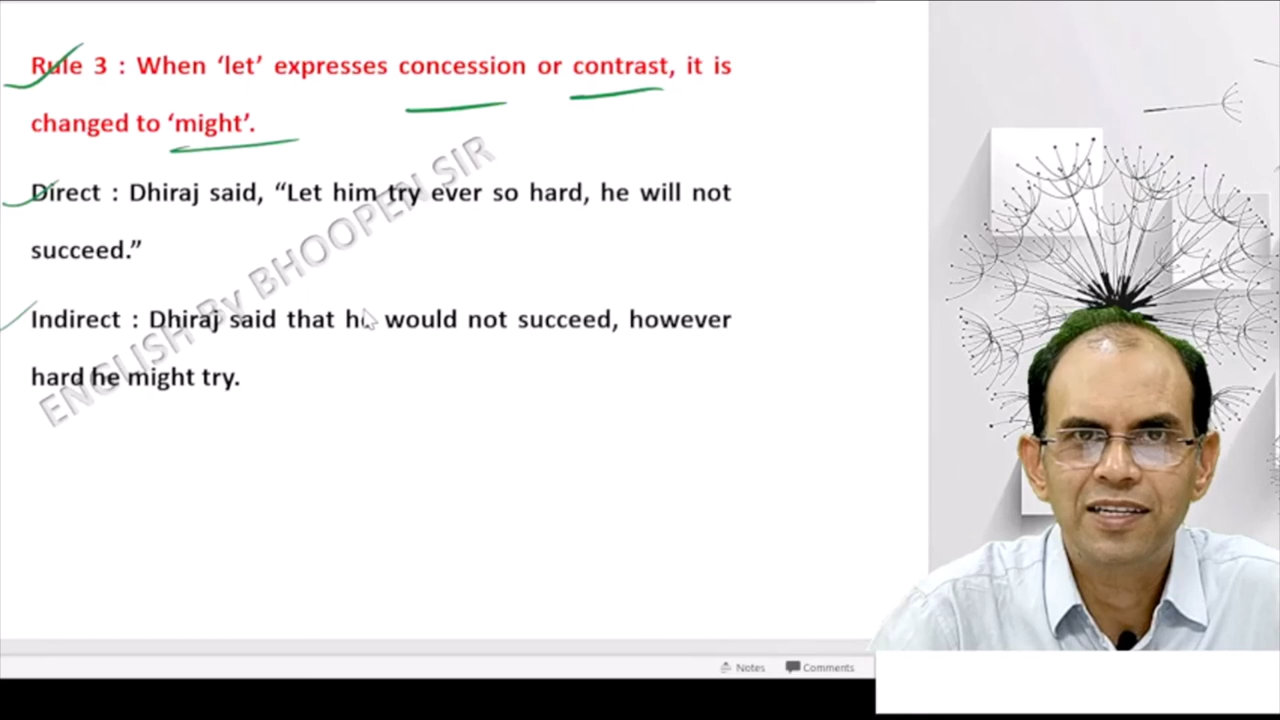 Rule 3 : When ‘let’ expresses concession or contrast, it is
changed to ‘might’.
Direct : Dhiraj said, “Let him try ever so hard, he will not
succeed.”
Indirect : Dhiraj said that he would not succeed, however
hard he might try.
ENGLISH By BHOOPEN SIR
Notes
Comments